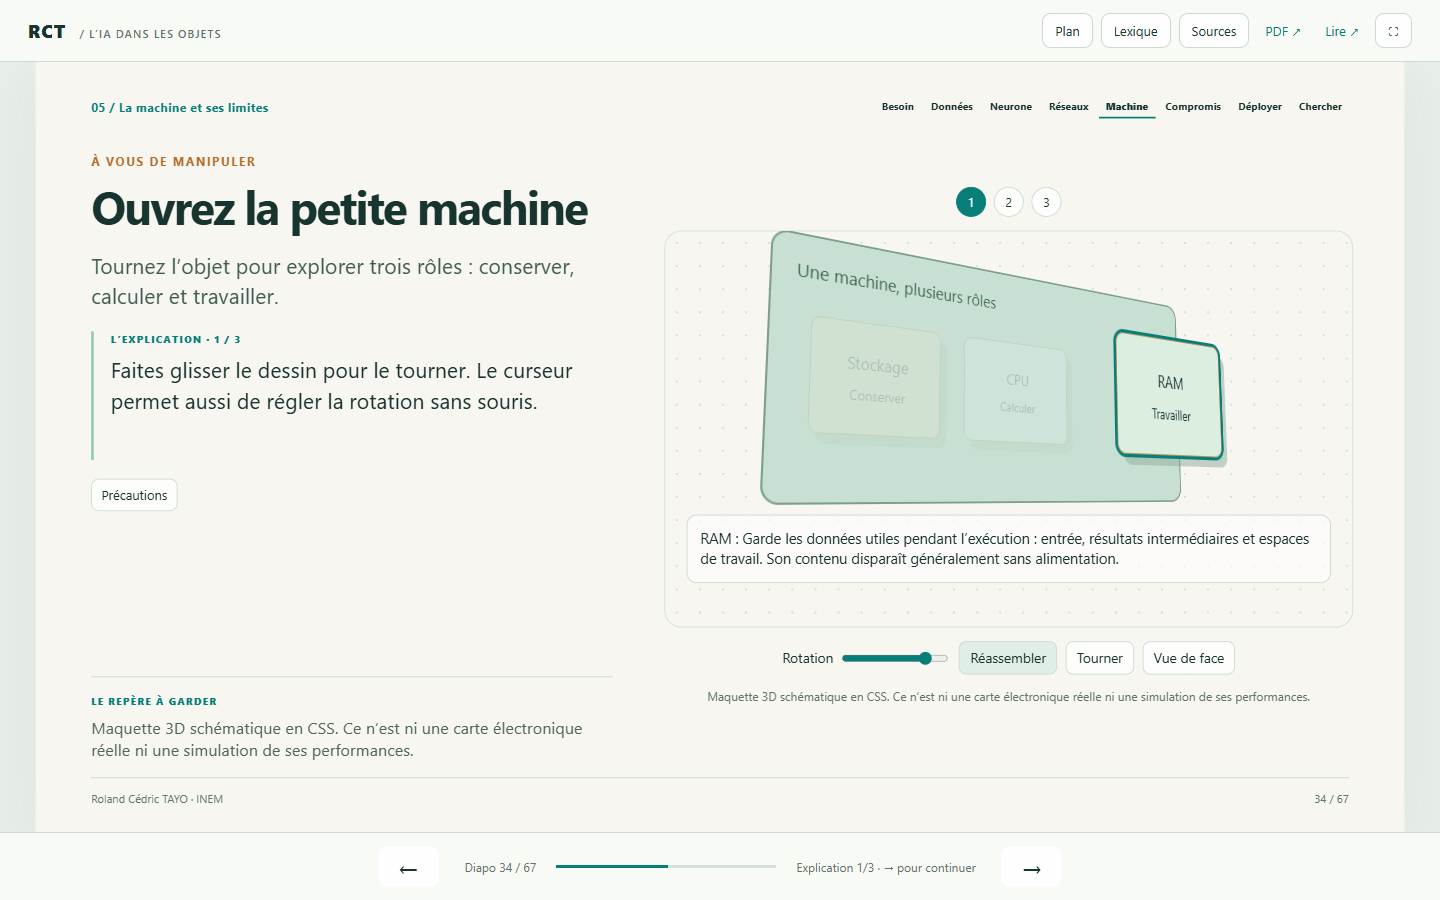 RCT / L'IA DANS LES OBJETS
Plan
Lexique
Sources
PDF ↗
Lire ↗
05 / La machine et ses limites
Besoin
Données
Neurone
Réseaux
Machine
Compromis
Déployer
Chercher
À VOUS DE MANIPULER
Ouvrez la petite machine
Tournez l'objet pour explorer trois rôles : conserver,
calculer et travailler.
L'EXPLICATION · 1 / 3
Faites glisser le dessin pour le tourner. Le curseur
permet aussi de régler la rotation sans souris.
Précautions
1
2
3
Une machine, plusieurs rôles
Stockage
Conserver
CPU
Calculer
RAM
Travailler
RAM : Garde les données utiles pendant l'exécution : entrée, résultats intermédiaires et espaces
de travail. Son contenu disparaît généralement sans alimentation.
Rotation
Réassembler
Tourner
Vue de face
Maquette 3D schématique en CSS. Ce n'est ni une carte électronique réelle ni une simulation de ses performances.
LE REPÈRE À GARDER
Maquette 3D schématique en CSS. Ce n'est ni une carte électronique
réelle ni une simulation de ses performances.
Roland Cédric TAYO · INEM
34 / 67
←
Diapo 34 / 67
Explication 1/3 · → pour continuer
→